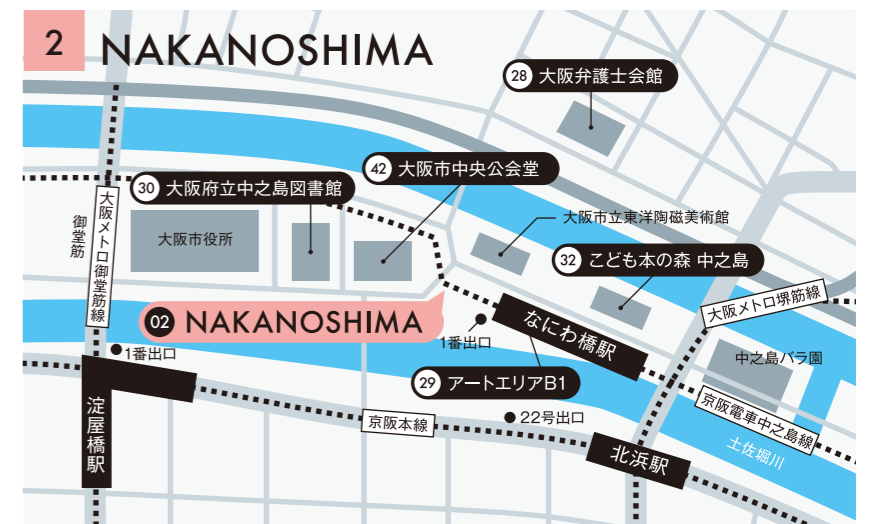 2 NAKANOSHIMA
28 大阪弁護士会館
42 大阪市中央公会堂
30 大阪府立中之島図書館
大阪メトロ御堂筋線
御堂筋
大阪市役所
大阪市立東洋陶磁美術館
32 こども本の森 中之島
大阪メトロ堺筋線
02 NAKANOSHIMA
なにわ橋駅
1番出口
1番出口
中之島バラ園
29 アートエリアB1
淀屋橋駅
京阪本線
22号出口
京阪電車中之島線
北浜駅
土佐堀川